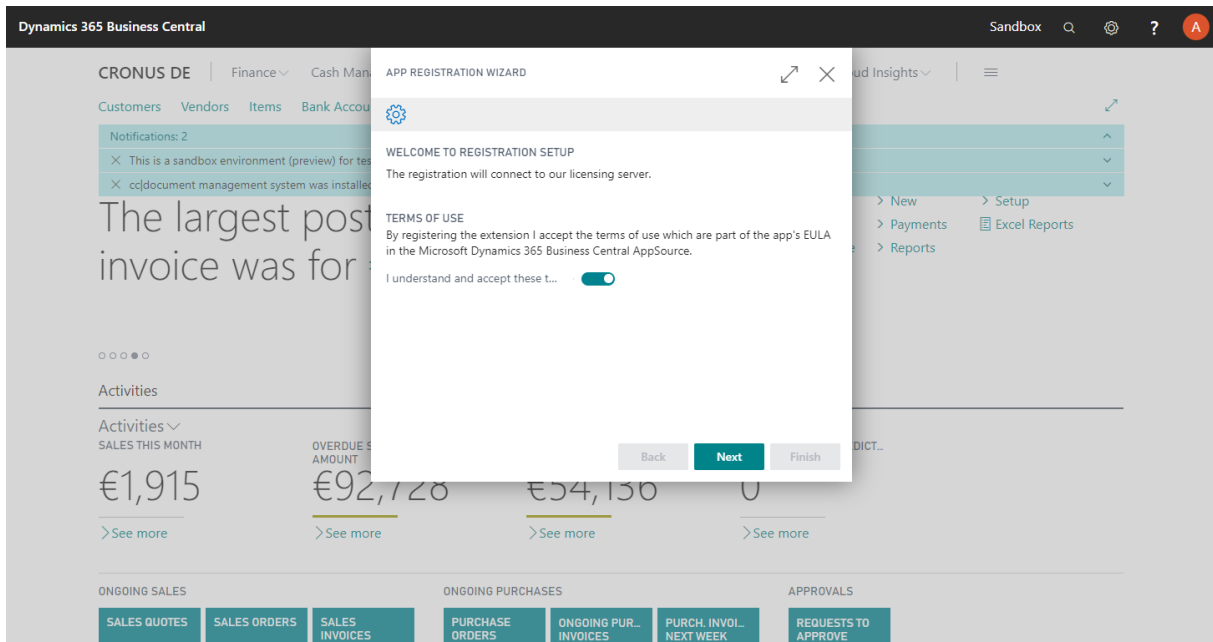 Dynamics 365 Business Central
Sandbox
?
A
CRONUS DE
Finance
Cash Man
ud Insights
Customers Vendors Items Bank Accou
Notifications: 2
This is a sandbox environment (preview) for tes
cc|document management system was installed
The largest post
invoice was for
> New
> Payments
> Reports
> Setup
Excel Reports
APP REGISTRATION WIZARD
WELCOME TO REGISTRATION SETUP
The registration will connect to our licensing server.
TERMS OF USE
By registering the extension I accept the terms of use which are part of the app's EULA
in the Microsoft Dynamics 365 Business Central AppSource.
I understand and accept these t...
Back Next Finish
Activities
Activities
SALES THIS MONTH
€1,915
>See more
OVERDUE S
AMOUNT
€92,728
>See more
€54,136
>See more
DICT...
0
>See more
ONGOING SALES
SALES QUOTES
SALES ORDERS
SALES
INVOICES
ONGOING PURCHASES
PURCHASE
ORDERS
ONGOING PUR...
INVOICES
PURCH. INVOI...
NEXT WEEK
APPROVALS
REQUESTS TO
APPROVE